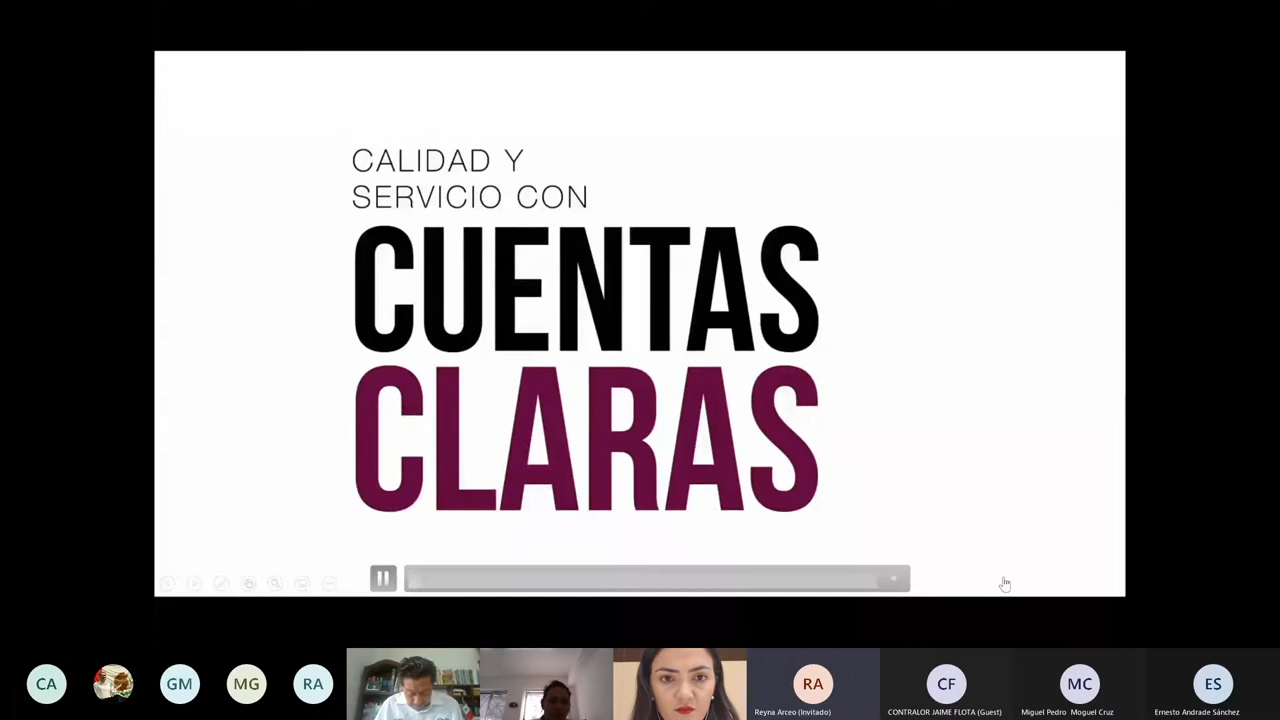 CALIDAD Y
SERVICIO CON
CUENTAS
CLARAS
CA
GM
MG
RA
RA
Reyna Arceo (Invitado)
CF
CONTRALOR JAIME FLOTA (Guest)
MC
Miguel Pedro Moguel Cruz
ES
Ernesto Andrade Sánchez